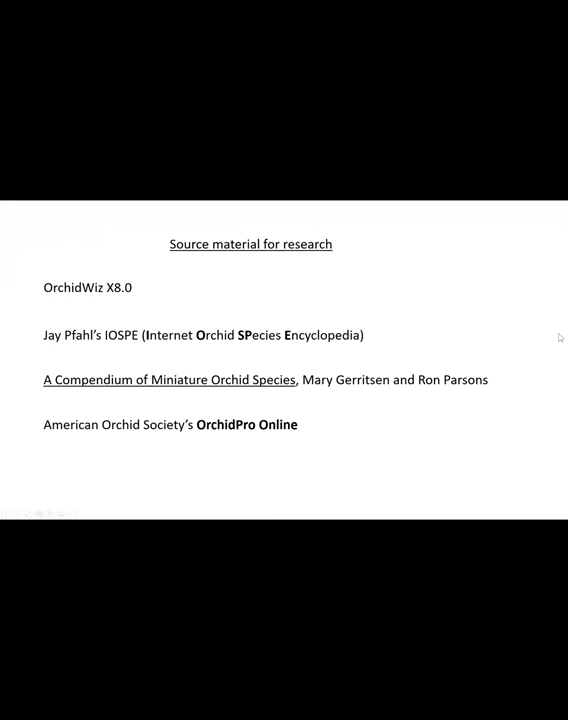 Source material for research
OrchidWiz X8.0
Jay Pfahl's IOSPE (Internet Orchid SPecies Encyclopedia)
A Compendium of Miniature Orchid Species, Mary Gerritsen and Ron Parsons
American Orchid Society's OrchidPro Online